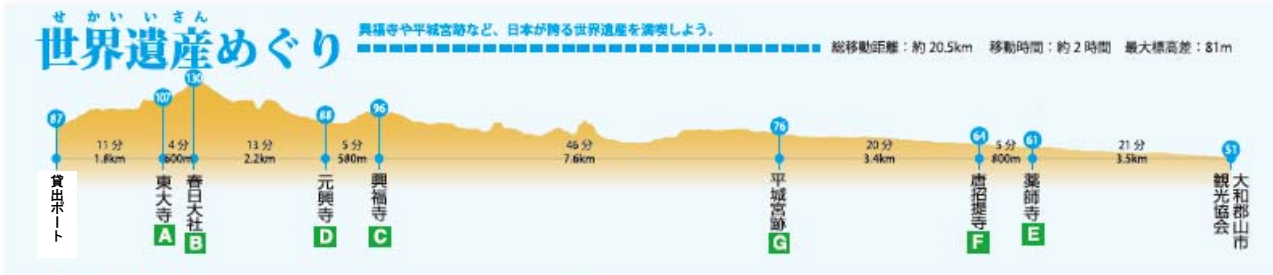 せかいいさん
世界遺産めぐり
興福寺や平城宮跡など、日本が誇る世界遺産を満喫しよう。
総移動距離：約20.5km 移動時間：約2時間 最大標高差：81m
87
107
130
88
96
76
64
61
51
11分
1.8km
4分
600m
13分
2.2km
5分
580m
46分
7.6km
20分
3.4km
5分
800m
21分
3.5km
貸出ポート
東大寺
A
春日大社
B
元興寺
D
興福寺
C
平城宮跡
G
唐招提寺
F
薬師寺
E
大和郡山市
観光協会